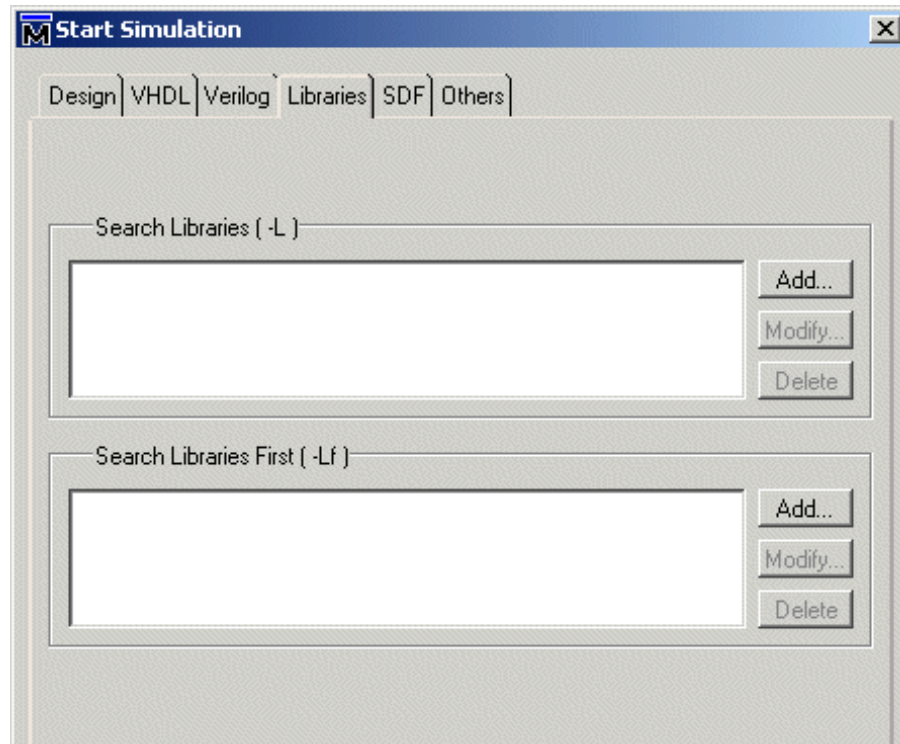 Start Simulation
Design VHDL Verilog Libraries SDF Others
Search Libraries ( -L )
Add...
Modify...
Delete
Search Libraries First ( -Lf )
Add...
Modify...
Delete